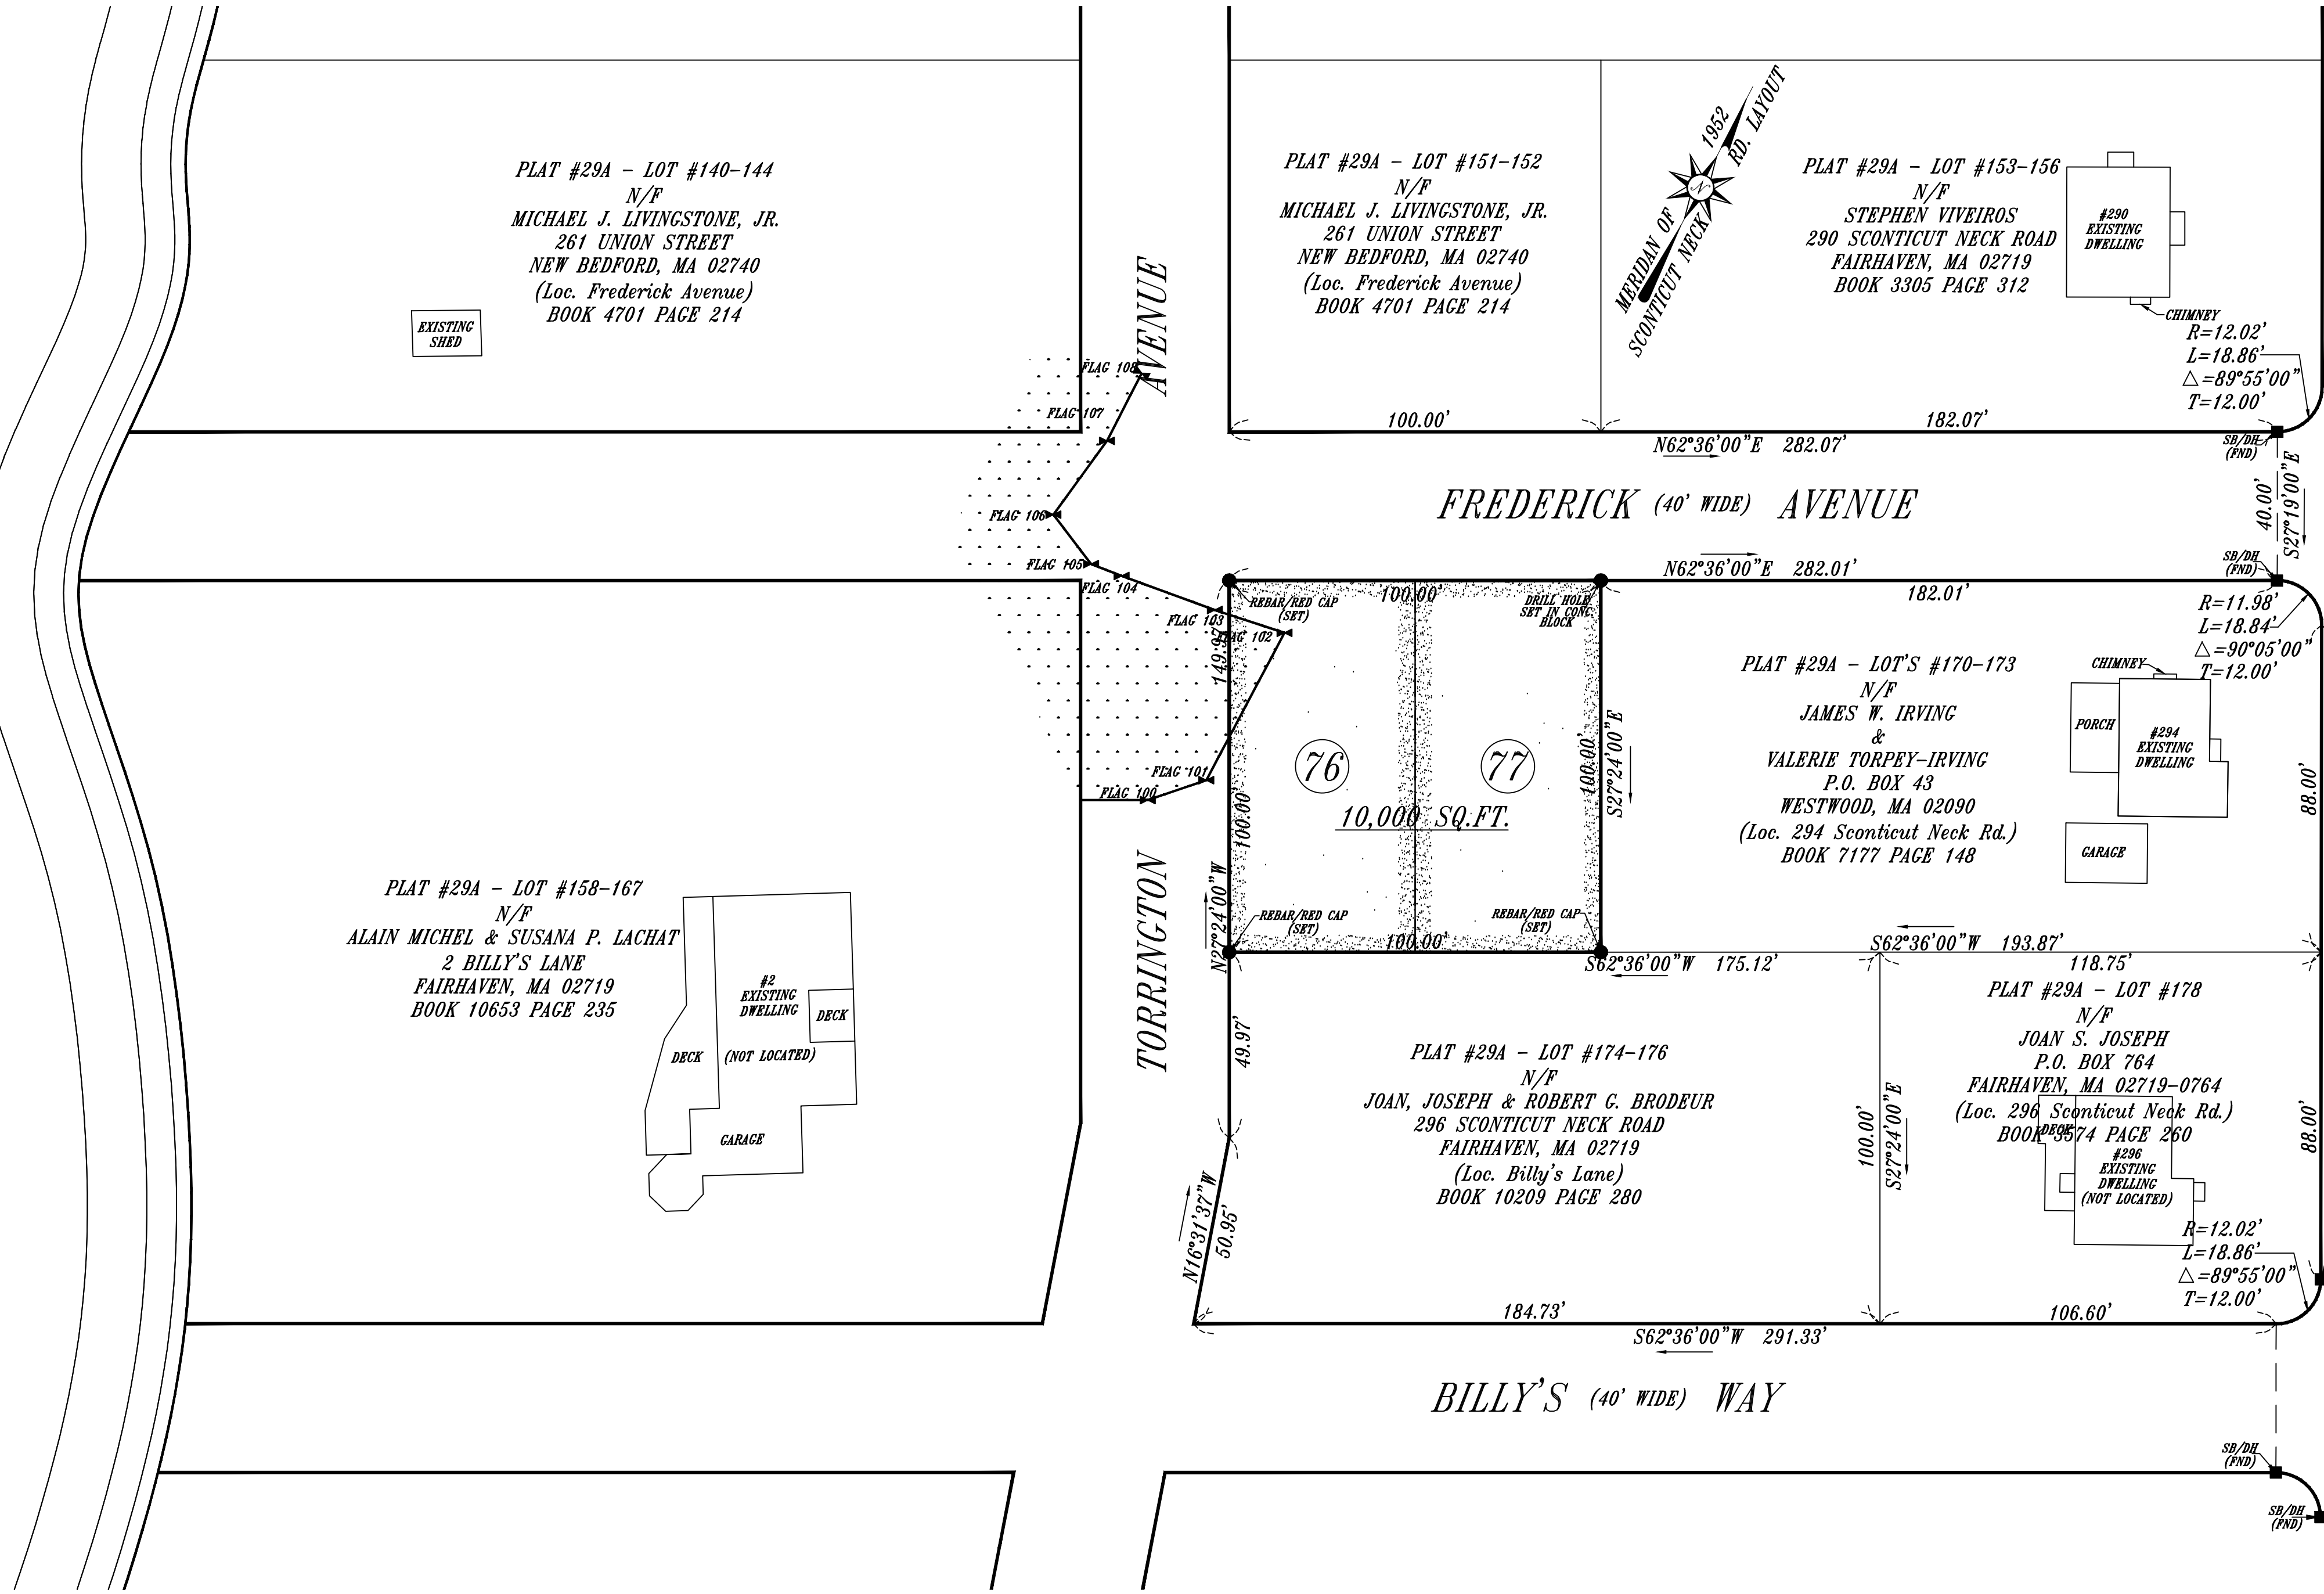 PLAT #29A - LOT #140-144
N/F
MICHAEL J. LIVINGSTONE, JR.
261 UNION STREET
NEW BEDFORD, MA 02740
(Loc. Frederick Avenue)
BOOK 4701 PAGE 214
EXISTING
SHED
PLAT #29A - LOT #151-152
N/F
MICHAEL J. LIVINGSTONE, JR.
261 UNION STREET
NEW BEDFORD, MA 02740
(Loc. Frederick Avenue)
BOOK 4701 PAGE 214
MERIDAN OF 1952
SCONTICUT NECK RD. LAYOUT
N
PLAT #29A - LOT #153-156
N/F
STEPHEN VIVEIROS
290 SCONTICUT NECK ROAD
FAIRHAVEN, MA 02719
BOOK 3305 PAGE 312
#290
EXISTING
DWELLING
CHIMNEY
R=12.02'
L=18.86'
△=89°55'00"
T=12.00'
TORRINGTON AVENUE
FLAG 108
FLAG 107
FLAG 106
FLAG 105
FLAG 104
FLAG 103
FLAG 102
FLAG 101
FLAG 100
100.00'
182.07'
N62°36'00"E 282.07'
SB/DH
(FND)
FREDERICK (40' WIDE) AVENUE
40.00'
S27°19'00"E
N62°36'00"E 282.01'
SB/DH
(FND)
100.00'
182.01'
REBAR/RED CAP
(SET)
DRILL HOLE
SET IN CONC.
BLOCK
R=11.98'
L=18.84'
△=90°05'00"
T=12.00'
149.97'
76
77
10,000 SQ.FT.
100.00'
100.00'
S27°24'00"E
N27°24'00"W
REBAR/RED CAP
(SET)
REBAR/RED CAP
(SET)
100.00'
PLAT #29A - LOT'S #170-173
N/F
JAMES W. IRVING
&
VALERIE TORPEY-IRVING
P.O. BOX 43
WESTWOOD, MA 02090
(Loc. 294 Sconticut Neck Rd.)
BOOK 7177 PAGE 148
CHIMNEY
PORCH
#294
EXISTING
DWELLING
GARAGE
88.00'
S62°36'00"W 193.87'
S62°36'00"W 175.12'
118.75'
PLAT #29A - LOT #158-167
N/F
ALAIN MICHEL & SUSANA P. LACHAT
2 BILLY'S LANE
FAIRHAVEN, MA 02719
BOOK 10653 PAGE 235
#2
EXISTING
DWELLING
(NOT LOCATED)
DECK
DECK
GARAGE
49.97'
N16°31'37"W
50.95'
PLAT #29A - LOT #174-176
N/F
JOAN, JOSEPH & ROBERT G. BRODEUR
296 SCONTICUT NECK ROAD
FAIRHAVEN, MA 02719
(Loc. Billy's Lane)
BOOK 10209 PAGE 280
100.00'
S27°24'00"E
PLAT #29A - LOT #178
N/F
JOAN S. JOSEPH
P.O. BOX 764
FAIRHAVEN, MA 02719-0764
(Loc. 296 Sconticut Neck Rd.)
BOOK 3574 PAGE 260
DECK
#296
EXISTING
DWELLING
(NOT LOCATED)
88.00'
R=12.02'
L=18.86'
△=89°55'00"
T=12.00'
184.73'
106.60'
S62°36'00"W 291.33'
BILLY'S (40' WIDE) WAY
SB/DH
(FND)
SB/DH
(FND)